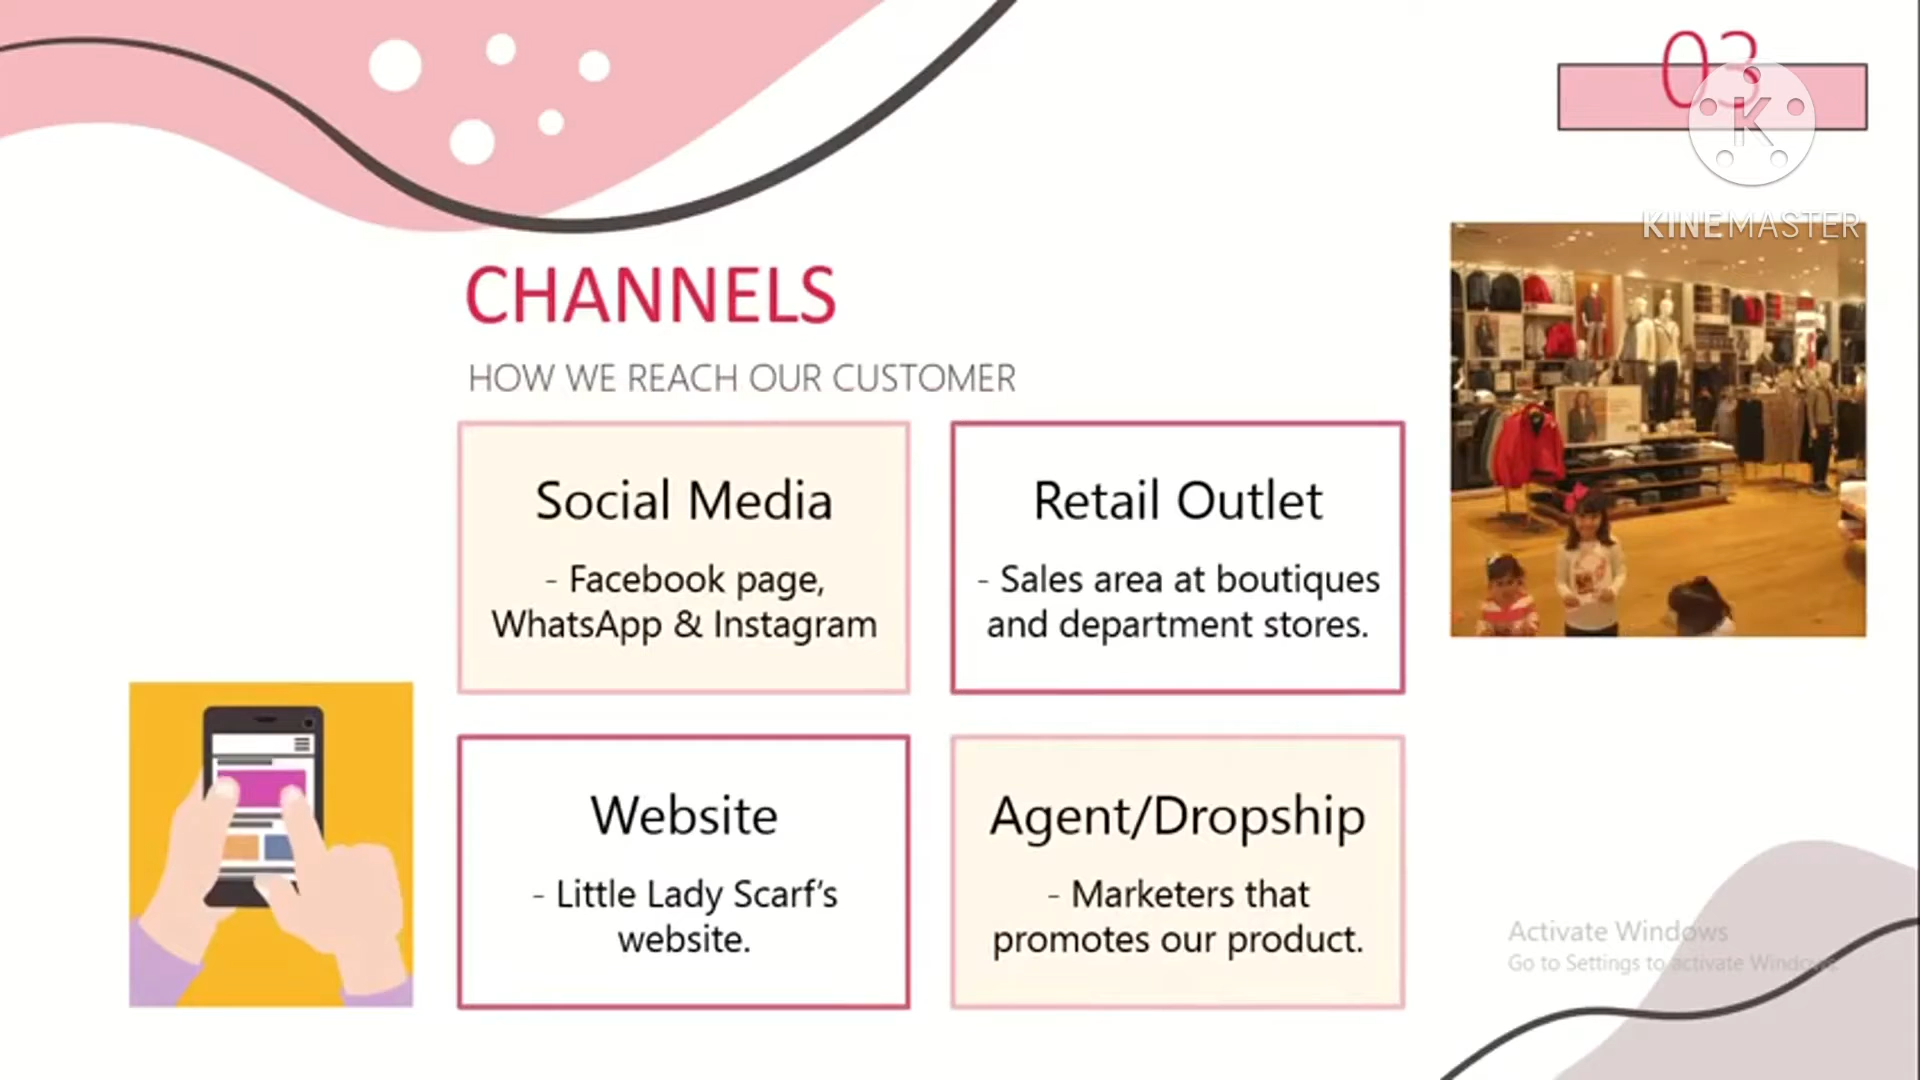 03
K
KINEMASTER
CHANNELS
HOW WE REACH OUR CUSTOMER
Social Media
- Facebook page,
WhatsApp & Instagram
Retail Outlet
- Sales area at boutiques
and department stores.
Website
- Little Lady Scarf's
website.
Agent/Dropship
- Marketers that
promotes our product.
Activate Windows
Go to Settings to activate Windows.